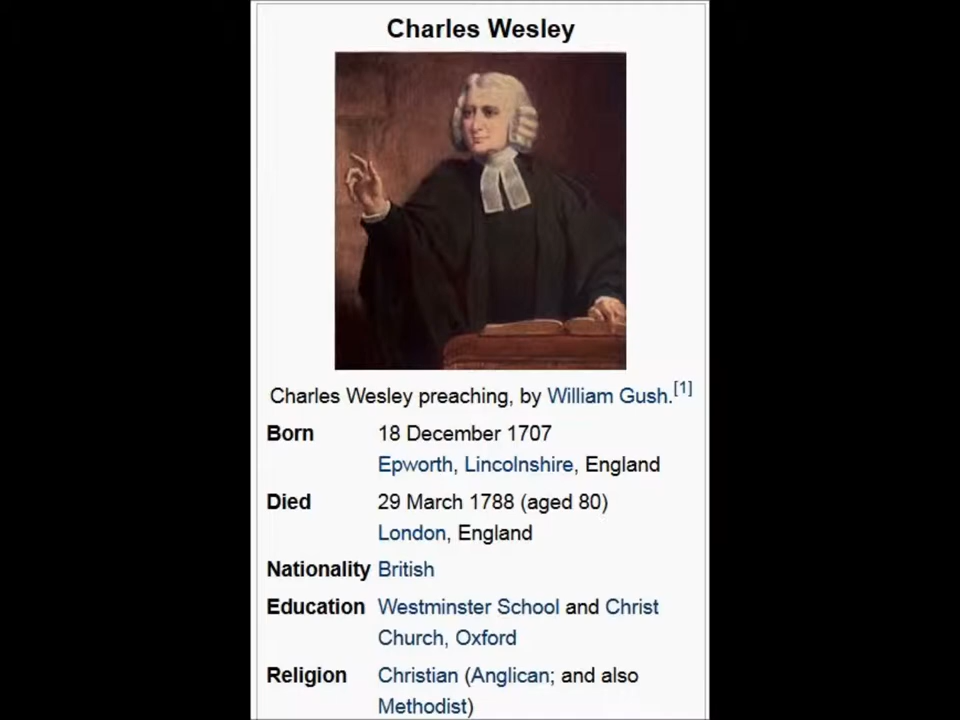 Charles Wesley
Charles Wesley preaching, by William Gush.[1]
Born 18 December 1707
Epworth, Lincolnshire, England
Died 29 March 1788 (aged 80)
London, England
Nationality British
Education Westminster School and Christ
Church, Oxford
Religion Christian (Anglican; and also
Methodist)